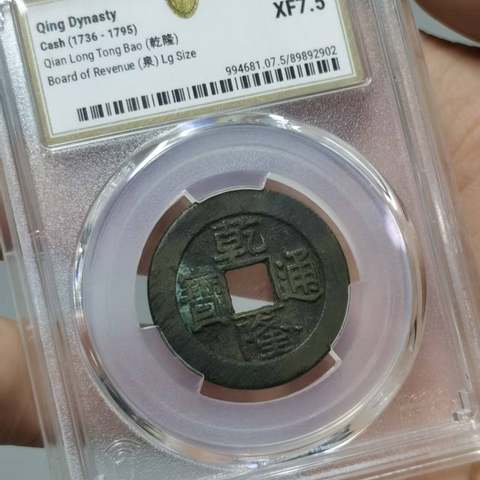 Qing Dynasty
XF7.5
Cash (1736 - 1795)
Qian Long Tong Bao (乾隆)
Board of Revenue (泉) Lg Size
994681.07.5/89892902
乾隆通寶